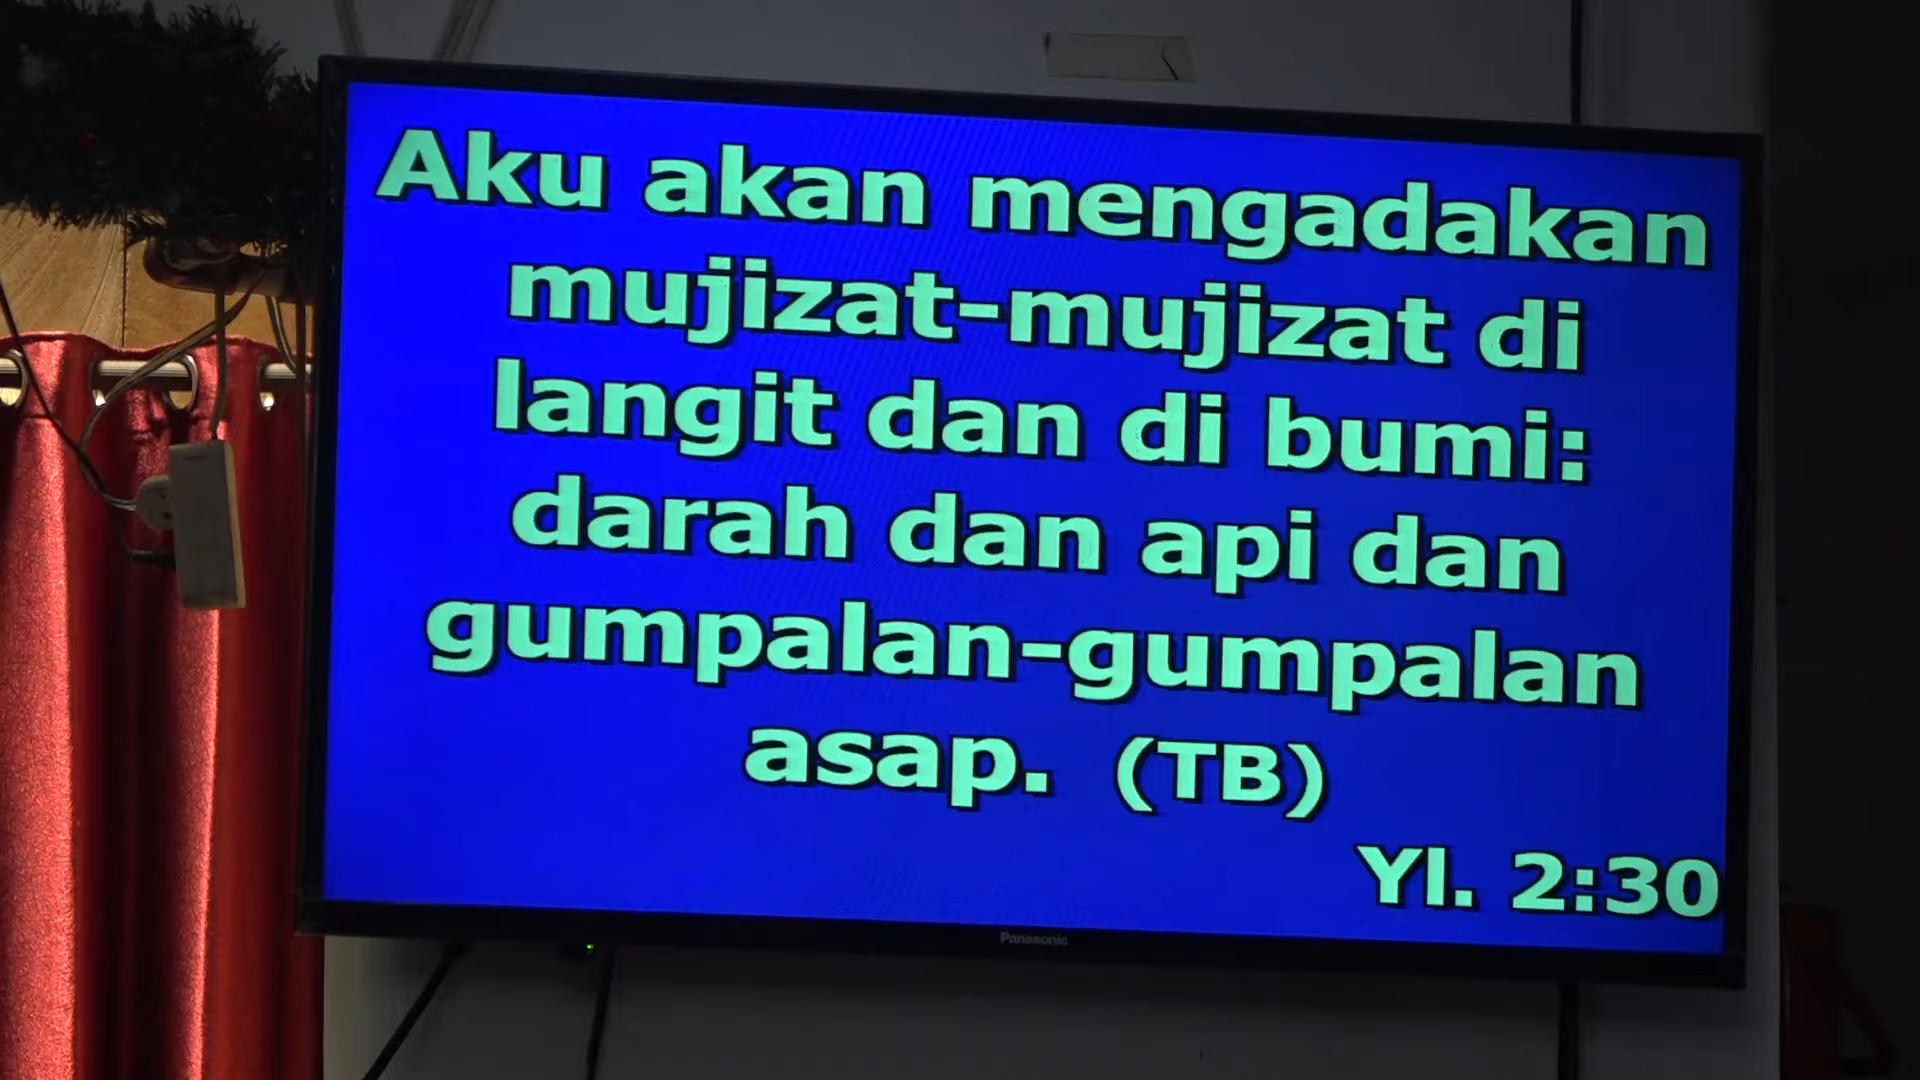 Aku akan mengadakan
mujizat-mujizat di
langit dan di bumi:
darah dan api dan
gumpalan-gumpalan
asap. (TB)
Yl. 2:30
Panasonic